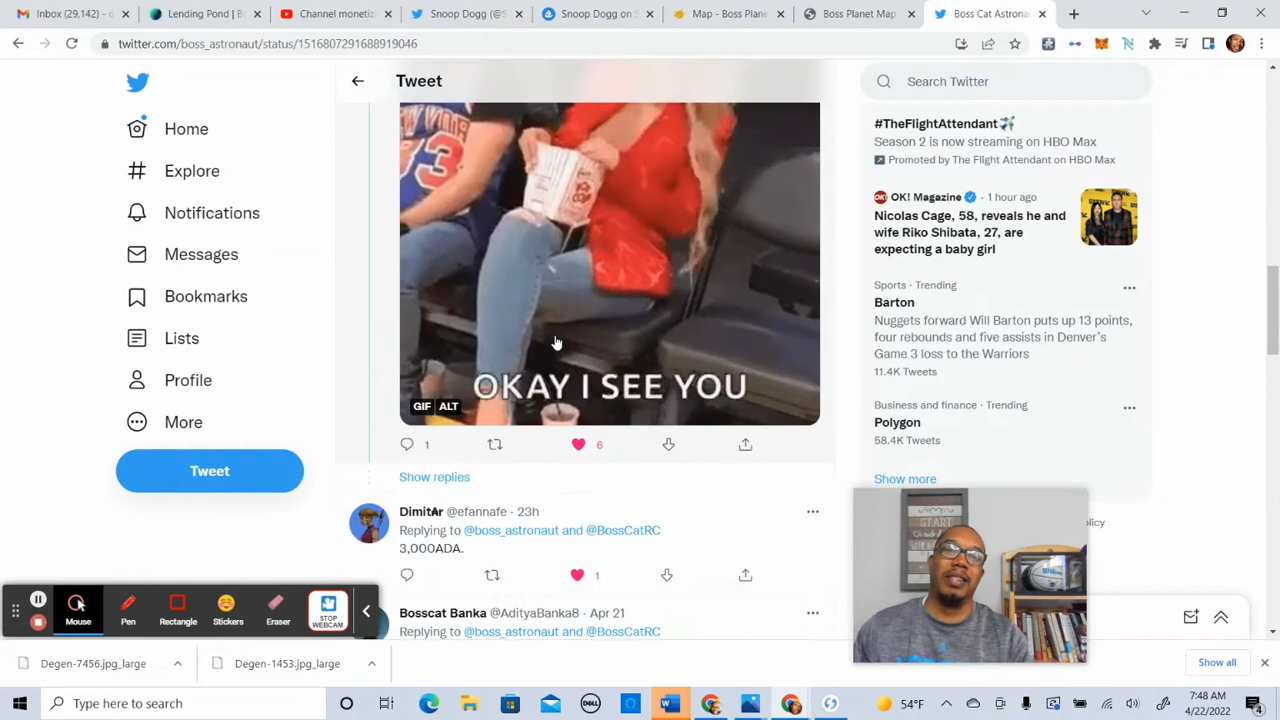 Inbox (29,142) - d
Lending Pond | B
Channel monetiz
Snoop Dogg (@S
Snoop Dogg on S
Map - Boss Plane
Boss Planet Map
Boss Cat Astrona
twitter.com/boss_astronaut/status/1516807291688919046
Tweet
Search Twitter
Home
Explore
Notifications
Messages
Bookmarks
Lists
Profile
More
Tweet
73
OKAY I SEE YOU
GIF ALT
1 6
Show replies
DimitAr @efannafe · 23h
Replying to @boss_astronaut and @BossCatRC
3,000ADA.
1
Bosscat Banka @AdityaBanka8 · Apr 21
Replying to @boss_astronaut and @BossCatRC
#TheFlightAttendant
Season 2 is now streaming on HBO Max
Promoted by The Flight Attendant on HBO Max
OK! Magazine · 1 hour ago
Nicolas Cage, 58, reveals he and
wife Riko Shibata, 27, are
expecting a baby girl
Sports · Trending
Barton
Nuggets forward Will Barton puts up 13 points,
four rebounds and five assists in Denver's
Game 3 loss to the Warriors
11.4K Tweets
Business and finance · Trending
Polygon
58.4K Tweets
Show more
olicy
START
Mouse
Pen
Rectangle
Stickers
Eraser
STOP
WEBCAM
Degen-7456.jpg_large
Degen-1453.jpg_large
Show all
Type here to search
DELL
54°F
7:48 AM
4/22/2022
4